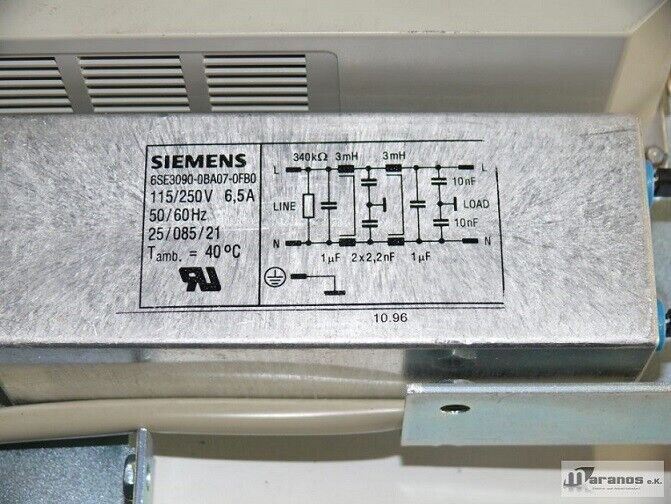 SIEMENS
6SE3090-0BA07-0FB0
115/250V 6,5A
50/60Hz
25/085/21
Tamb. = 40°C
340kΩ 3mH 3mH
L L
10nF
LINE LOAD
10nF
N N
1µF 2x2,2nF 1µF
10.96
Maranos e.K.